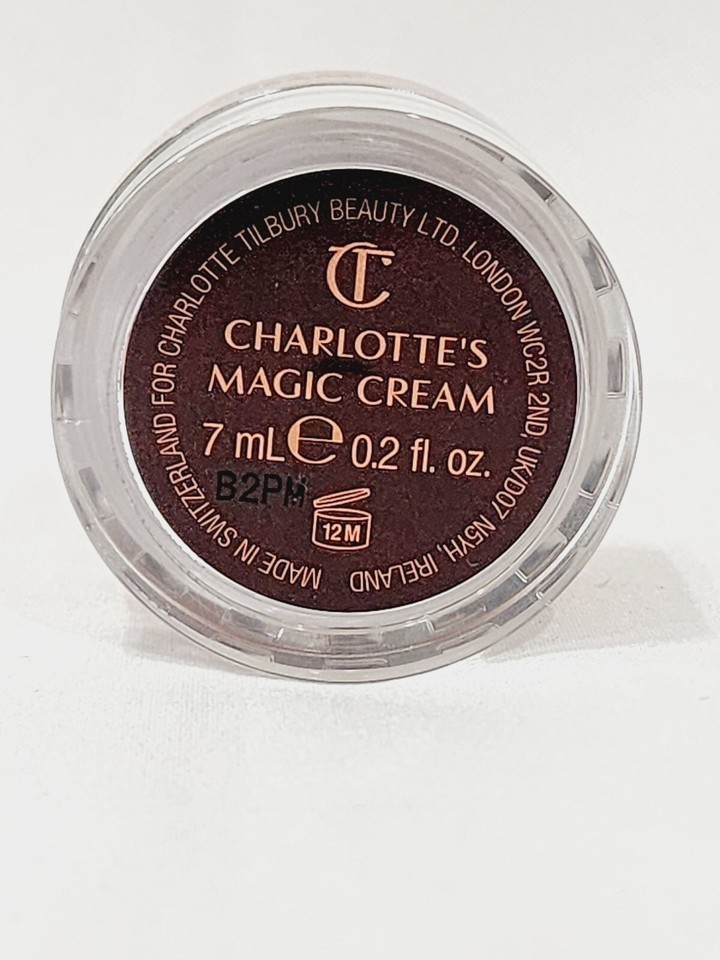 MADE IN SWITZERLAND FOR CHARLOTTE TILBURY BEAUTY LTD. LONDON WC2R 2ND, UK/D07 N5YH, IRELAND
CT
CHARLOTTE'S
MAGIC CREAM
7 mL e 0.2 fl. oz.
B2PM
12M